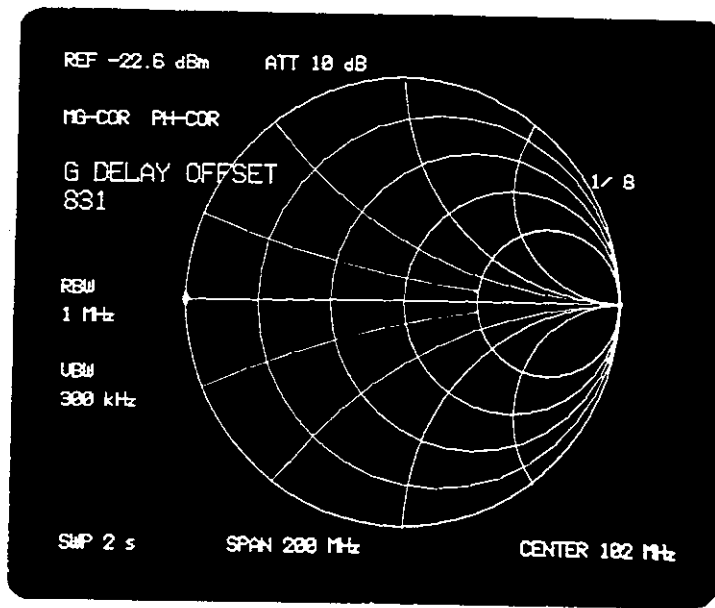 REF -22.6 dBm ATT 10 dB
MG-COR PH-COR
G DELAY OFFSET
831
1/ 8
RBW
1 MHz
VBW
300 kHz
SWP 2 s SPAN 200 MHz CENTER 102 MHz